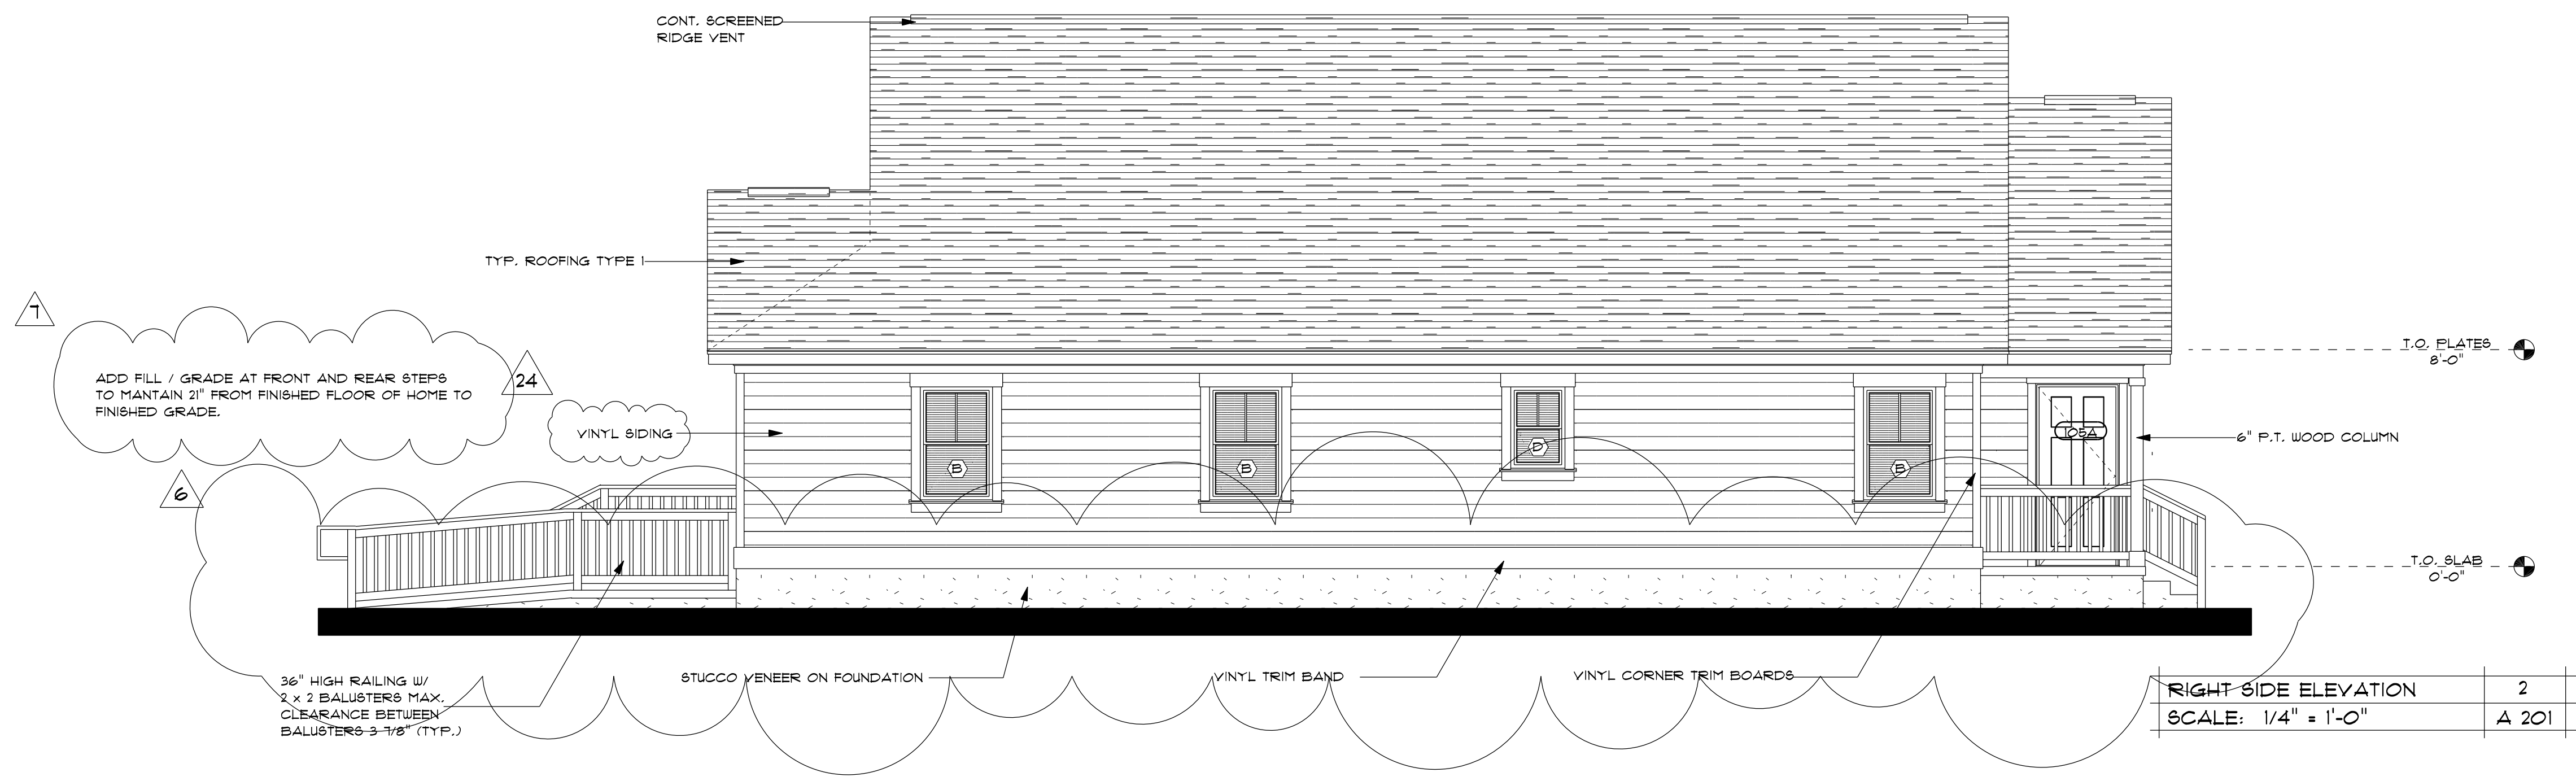 CONT. SCREENED
RIDGE VENT
TYP. ROOFING TYPE 1
7
ADD FILL / GRADE AT FRONT AND REAR STEPS
TO MANTAIN 21" FROM FINISHED FLOOR OF HOME TO
FINISHED GRADE.
24
T.O. PLATES
8'-0"
VINYL SIDING
105A
6" P.T. WOOD COLUMN
D
B
B
B
6
T.O. SLAB
0'-0"
36" HIGH RAILING W/
2 x 2 BALUSTERS MAX.
CLEARANCE BETWEEN
BALUSTERS 3 7/8" (TYP.)
STUCCO VENEER ON FOUNDATION
VINYL TRIM BAND
VINYL CORNER TRIM BOARDS
RIGHT SIDE ELEVATION 2
SCALE: 1/4" = 1'-0" A 201